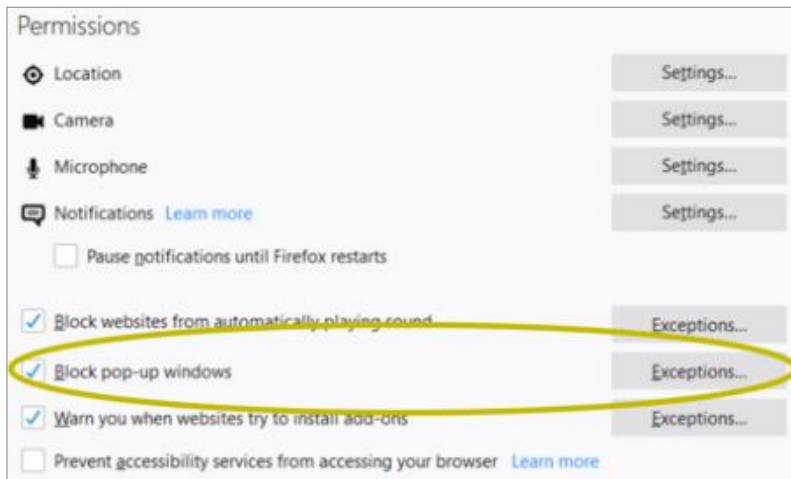 Permissions
Location Settings...
Camera Settings...
Microphone Settings...
Notifications Learn more Settings...
Pause notifications until Firefox restarts
Block websites from automatically playing sound Exceptions...
Block pop-up windows Exceptions...
Warn you when websites try to install add-ons Exceptions...
Prevent accessibility services from accessing your browser Learn more